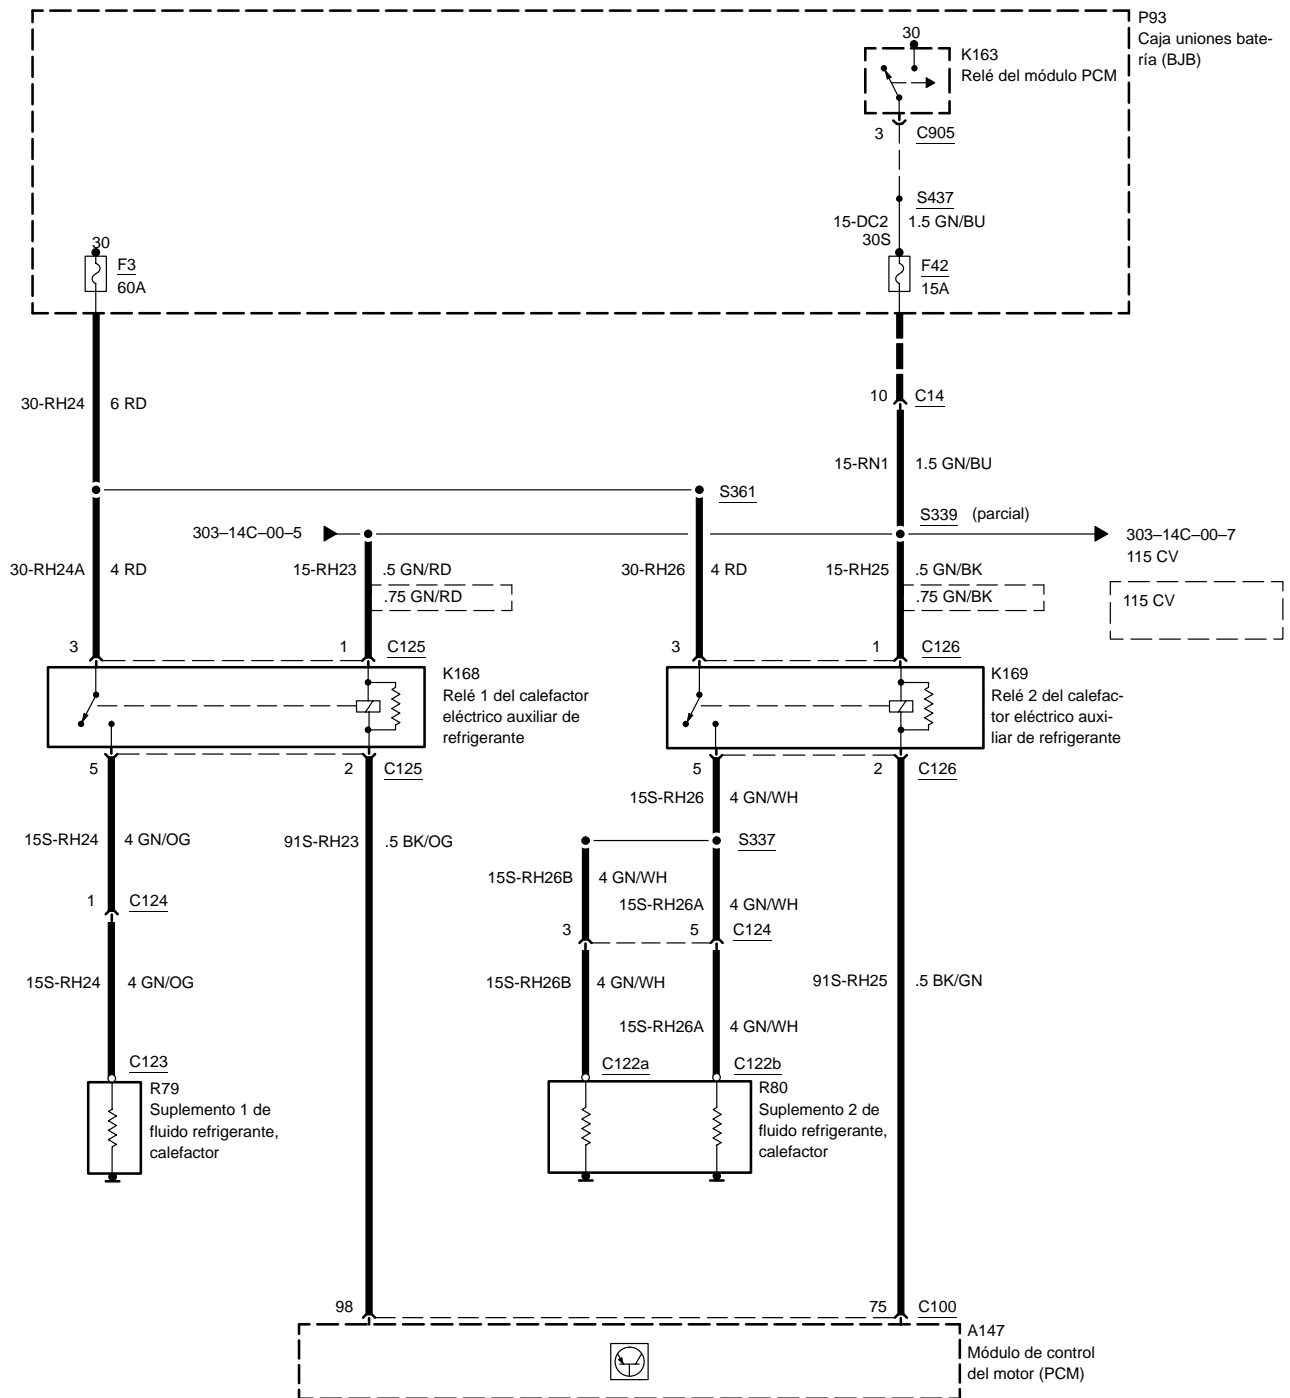 P93
Caja uniones bate-
ría (BJB)
30
K163
Relé del módulo PCM
3 C905
S437
15-DC2 1.5 GN/BU
30S
30
F3
60A
F42
15A
30-RH24 6 RD
10 C14
15-RN1 1.5 GN/BU
S361
S339 (parcial)
303–14C–00–5
303–14C–00–7
115 CV
30-RH24A 4 RD
15-RH23 .5 GN/RD
.75 GN/RD
30-RH26 4 RD
15-RH25 .5 GN/BK
.75 GN/BK
115 CV
3 1 C125
3 1 C126
K168
Relé 1 del calefactor
eléctrico auxiliar de
refrigerante
K169
Relé 2 del calefac-
tor eléctrico auxi-
liar de refrigerante
5 2 C125
5 2 C126
15S-RH26 4 GN/WH
15S-RH24 4 GN/OG
91S-RH23 .5 BK/OG
S337
15S-RH26B 4 GN/WH
15S-RH26A 4 GN/WH
1 C124
3 5 C124
15S-RH24 4 GN/OG
15S-RH26B 4 GN/WH
91S-RH25 .5 BK/GN
15S-RH26A 4 GN/WH
C123
C122a
C122b
R79
Suplemento 1 de
fluido refrigerante,
calefactor
R80
Suplemento 2 de
fluido refrigerante,
calefactor
98
75 C100
A147
Módulo de control
del motor (PCM)